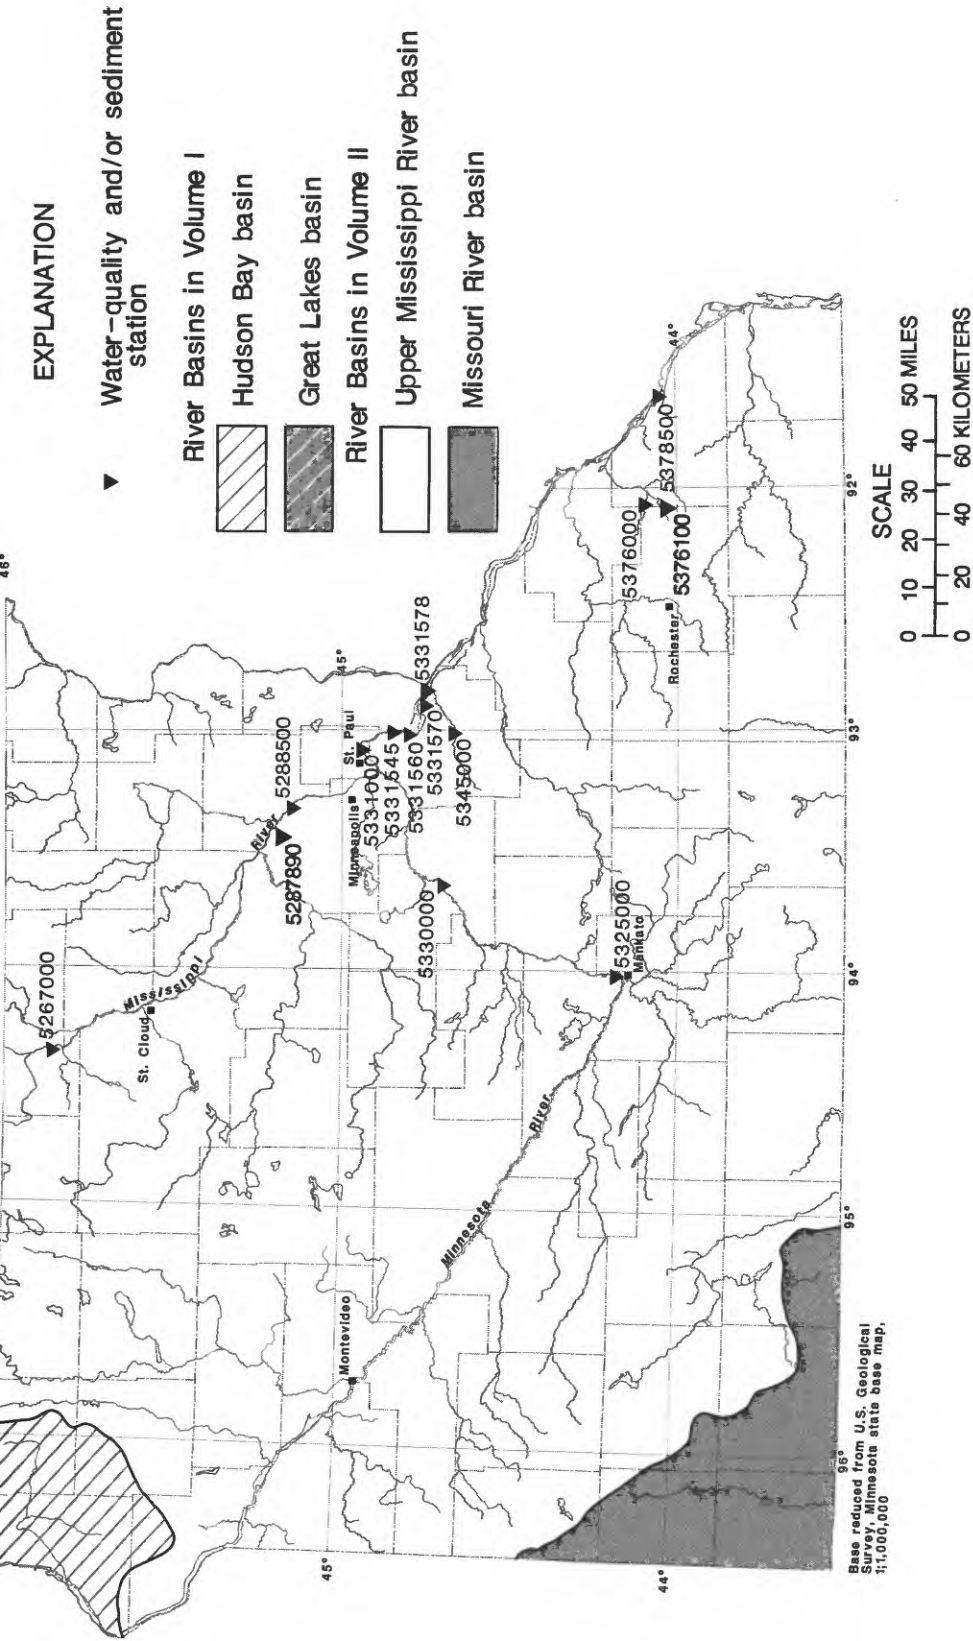 EXPLANATION
Water-quality and/or sediment
station
River Basins in Volume I
Hudson Bay basin
Great Lakes basin
River Basins in Volume II
Upper Mississippi River basin
Missouri River basin
46°
5267000
Mississippi
River
St. Cloud
5287890
5288500
45°
Minneapolis
St. Paul
5331000
5331545
5331560
5331570
5331578
5345000
5330000
5325000
Mankato
Montevideo
Minnesota
River
Rochester
5376000
5376100
5378500
44°
45°
44°
96°
95°
94°
93°
92°
SCALE
0 10 20 30 40 50 MILES
0 20 40 60 KILOMETERS
Base reduced from U.S. Geological
Survey, Minnesota state base map,
1;1,000,000